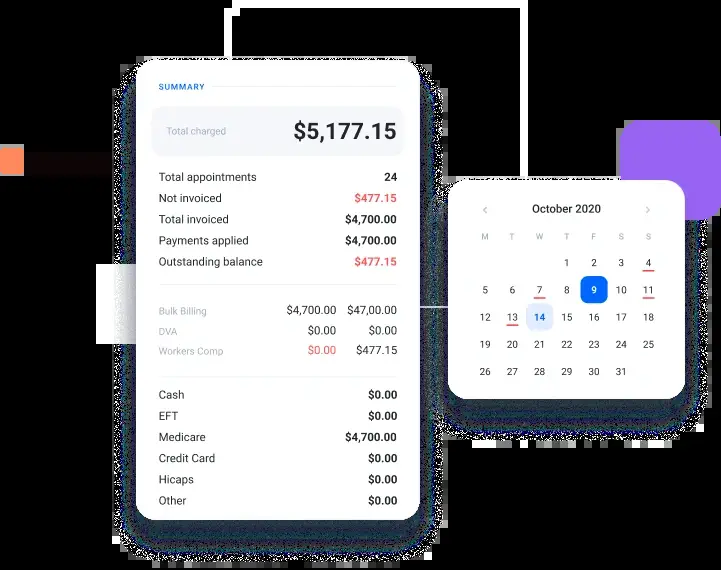 SUMMARY
Total charged $5,177.15
Total appointments 24
Not invoiced $477.15
Total invoiced $4,700.00
Payments applied $4,700.00
Outstanding balance $477.15
Bulk Billing $4,700.00 $47,00.00
DVA $0.00 $0.00
Workers Comp $0.00 $477.15
Cash $0.00
EFT $0.00
Medicare $4,700.00
Credit Card $0.00
Hicaps $0.00
Other $0.00
October 2020
M T W T F S S
1 2 3 4
5 6 7 8 9 10 11
12 13 14 15 16 17 18
19 20 21 22 23 24 25
26 27 28 29 30 31